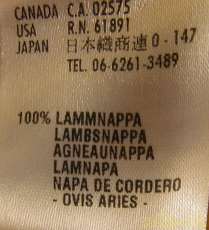 CANADA C.A. 02575
USA R.N. 61891
JAPAN 日本織商連0-147
TEL. 06-6261-3489
100% LAMMNAPPA
LAMBSNAPPA
AGNEAUNAPPA
LAMNAPA
NAPA DE CORDERO
- OVIS ARIES -